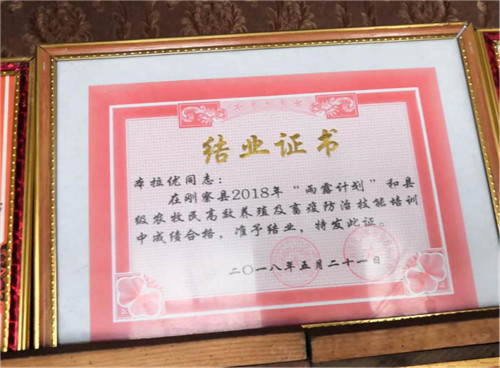 结业证书
本拉优同志：
在刚察县2018年“雨露计划”和县
级农牧民高效养殖及畜疫防治技能培训
中成绩合格，准予结业，特发此证。
二〇一八年五月二十一日